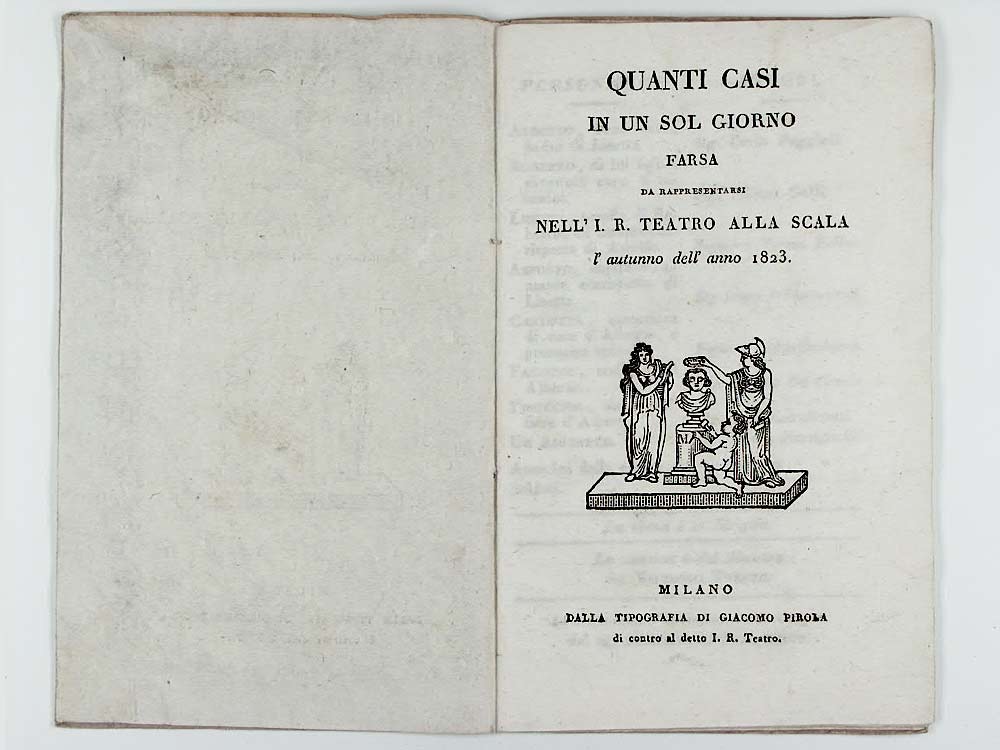 QUANTI CASI
IN UN SOL GIORNO
FARSA
DA RAPPRESENTARSI
NELL' I. R. TEATRO ALLA SCALA
l' autunno dell' anno 1823.
MILANO
DALLA TIPOGRAFIA DI GIACOMO PIROLA
di contro al detto I. R. Teatro.